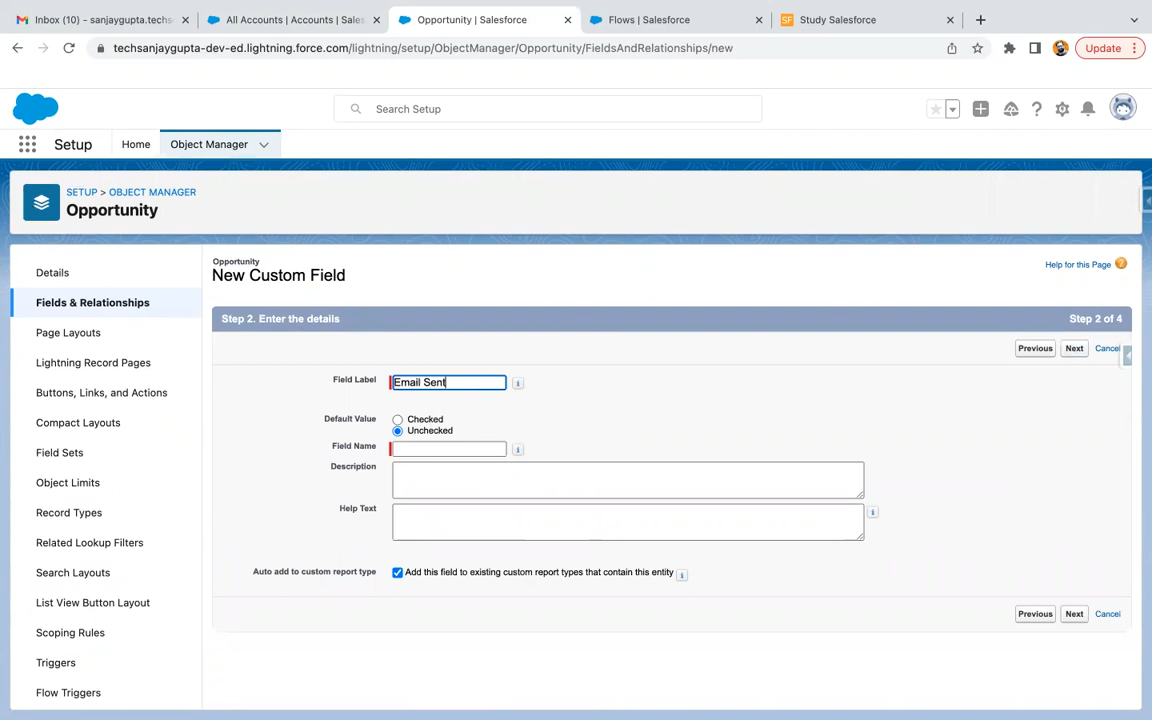 Inbox (10) - sanjaygupta.techs
All Accounts | Accounts | Sales
Opportunity | Salesforce
Flows | Salesforce
SF
Study Salesforce
techsanjaygupta-dev-ed.lightning.force.com/lightning/setup/ObjectManager/Opportunity/FieldsAndRelationships/new
Update
Search Setup
Setup
Home
Object Manager
SETUP > OBJECT MANAGER
Opportunity
Details
Fields & Relationships
Page Layouts
Lightning Record Pages
Buttons, Links, and Actions
Compact Layouts
Field Sets
Object Limits
Record Types
Related Lookup Filters
Search Layouts
List View Button Layout
Scoping Rules
Triggers
Flow Triggers
Opportunity
New Custom Field
Help for this Page
Step 2. Enter the details
Step 2 of 4
Previous
Next
Cancel
Field Label
Email Sent
Default Value
Checked
Unchecked
Field Name
Description
Help Text
Auto add to custom report type
Add this field to existing custom report types that contain this entity
Previous
Next
Cancel